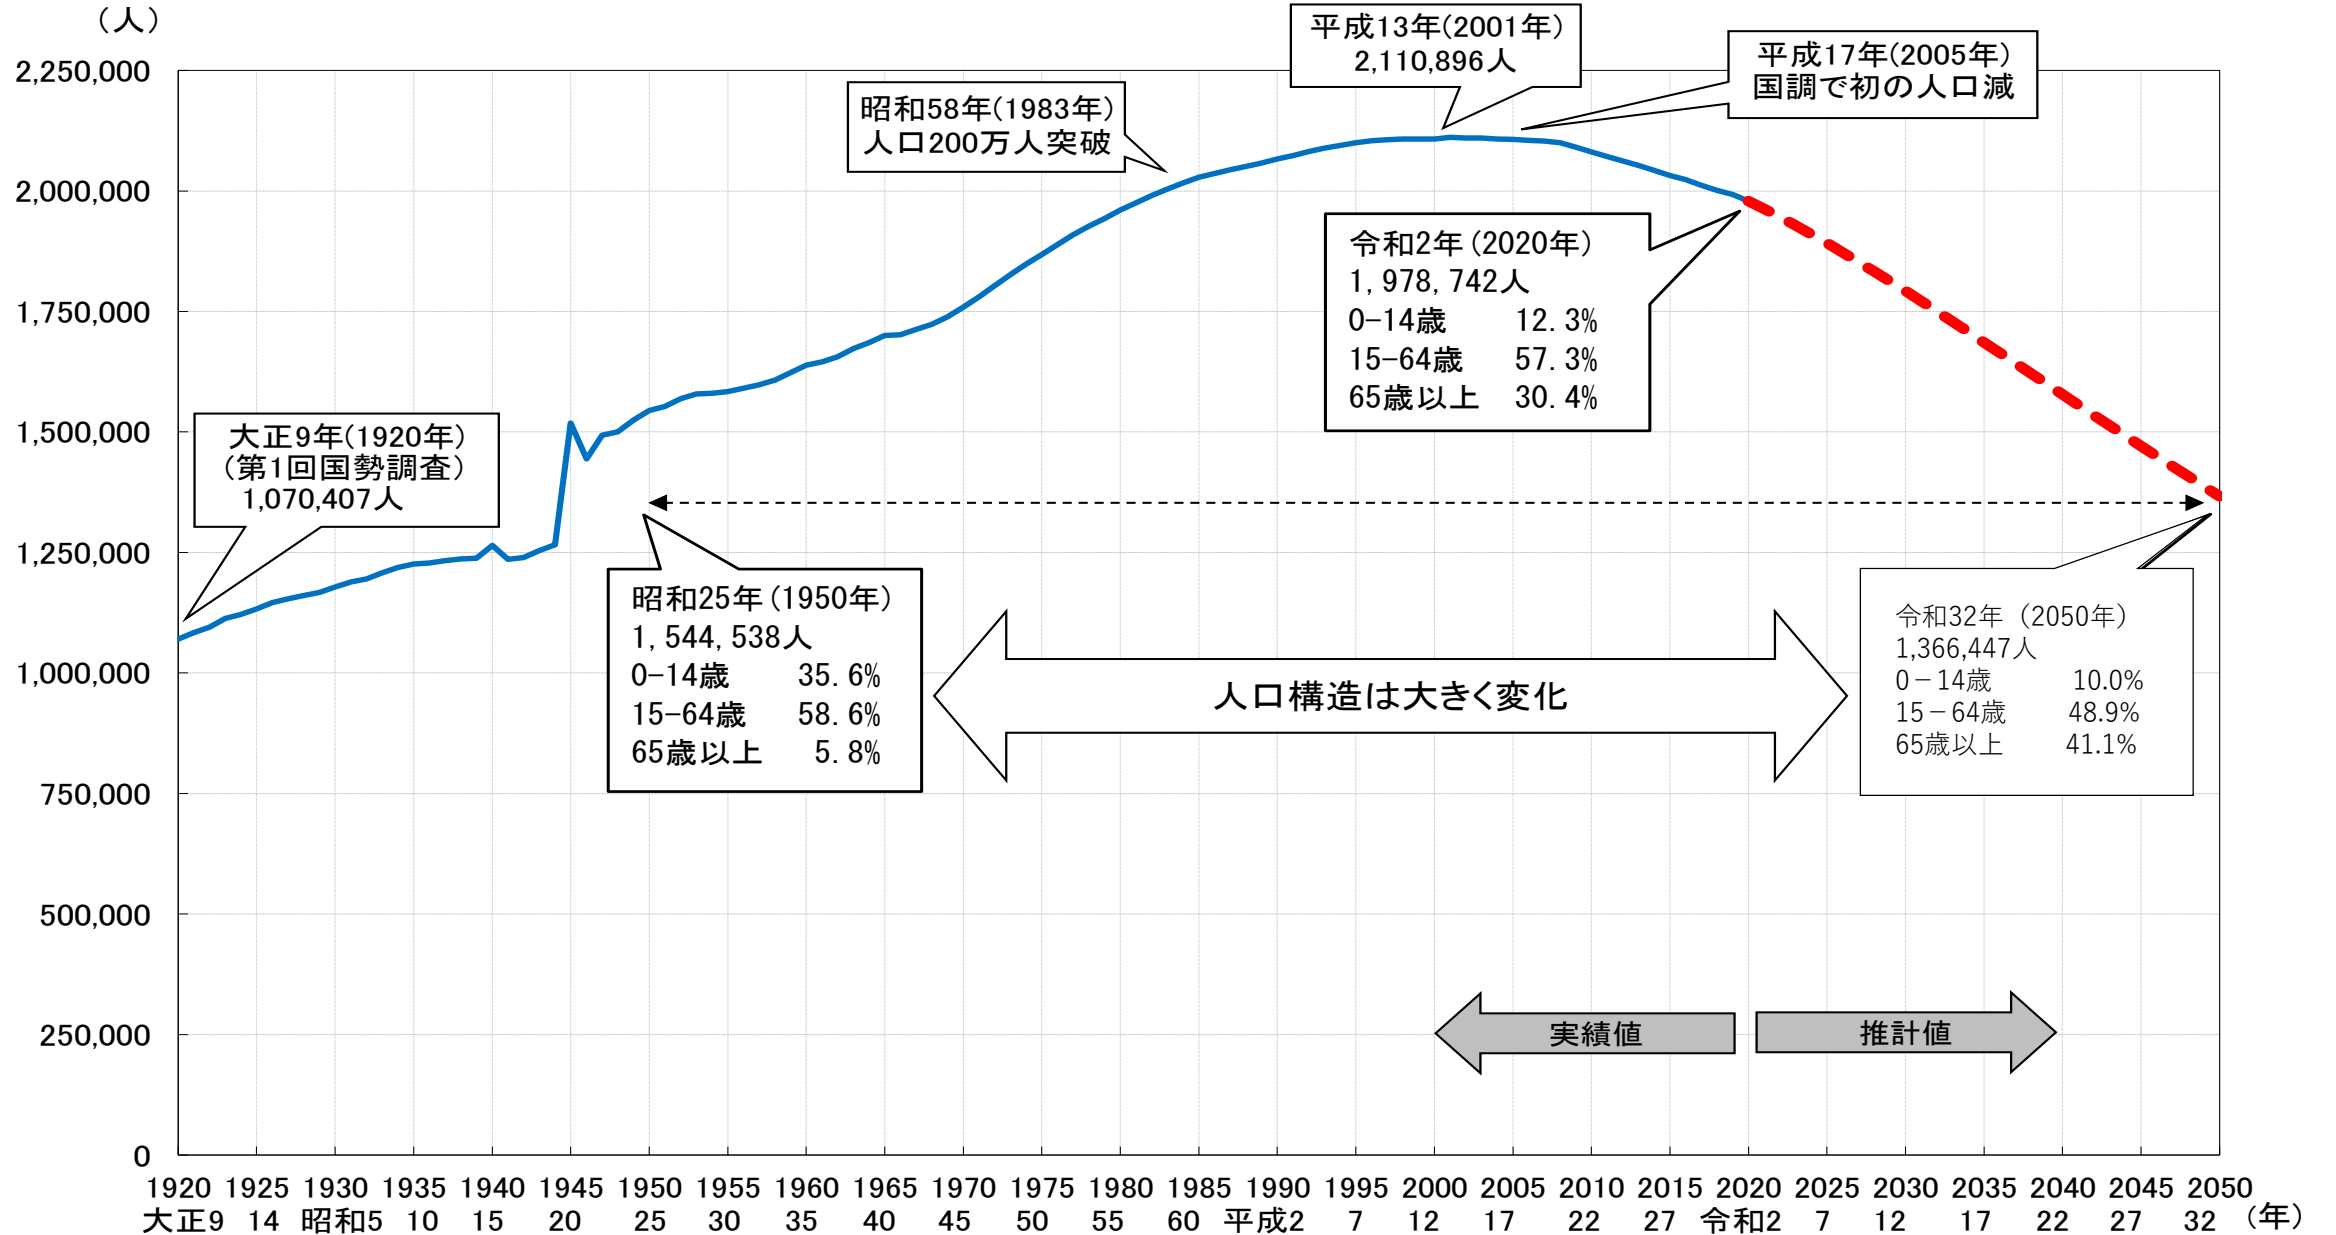 （人）
平成13年(2001年)
2,110,896人
平成17年(2005年)
国調で初の人口減
昭和58年(1983年)
人口200万人突破
2,250,000
2,000,000
1,750,000
1,500,000
1,250,000
1,000,000
750,000
500,000
250,000
0
令和2年(2020年)
1,978,742人
0-14歳 12.3%
15-64歳 57.3%
65歳以上 30.4%
大正9年(1920年)
(第1回国勢調査)
1,070,407人
昭和25年(1950年)
1,544,538人
0-14歳 35.6%
15-64歳 58.6%
65歳以上 5.8%
人口構造は大きく変化
令和32年（2050年）
1,366,447人
0－14歳 10.0%
15－64歳 48.9%
65歳以上 41.1%
実績値
推計値
1920 1925 1930 1935 1940 1945 1950 1955 1960 1965 1970 1975 1980 1985 1990 1995 2000 2005 2010 2015 2020 2025 2030 2035 2040 2045 2050
大正9 14 昭和5 10 15 20 25 30 35 40 45 50 55 60 平成2 7 12 17 22 27 令和2 7 12 17 22 27 32 （年）